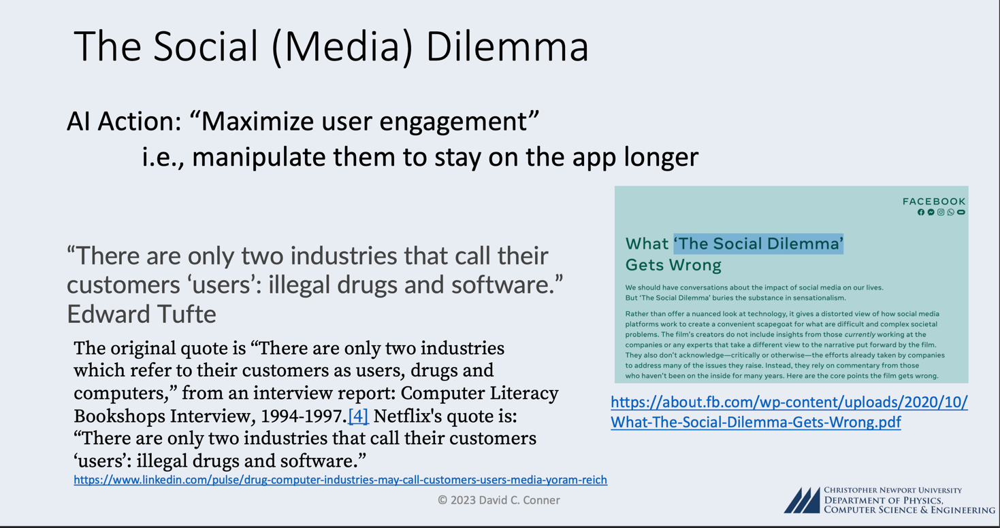 The Social (Media) Dilemma
AI Action: “Maximize user engagement”
i.e., manipulate them to stay on the app longer
“There are only two industries that call their
customers ‘users’: illegal drugs and software.”
Edward Tufte
The original quote is “There are only two industries
which refer to their customers as users, drugs and
computers,” from an interview report: Computer Literacy
Bookshops Interview, 1994-1997.[4] Netflix's quote is:
“There are only two industries that call their customers
‘users’: illegal drugs and software.”
https://www.linkedin.com/pulse/drug-computer-industries-may-call-customers-users-media-yoram-reich
FACEBOOK
What ‘The Social Dilemma’
Gets Wrong
We should have conversations about the impact of social media on our lives.
But ‘The Social Dilemma’ buries the substance in sensationalism.
Rather than offer a nuanced look at technology, it gives a distorted view of how social media
platforms work to create a convenient scapegoat for what are difficult and complex societal
problems. The film’s creators do not include insights from those currently working at the
companies or any experts that take a different view to the narrative put forward by the film.
They also don’t acknowledge—critically or otherwise—the efforts already taken by companies
to address many of the issues they raise. Instead, they rely on commentary from those
who haven’t been on the inside for many years. Here are the core points the film gets wrong.
https://about.fb.com/wp-content/uploads/2020/10/
What-The-Social-Dilemma-Gets-Wrong.pdf
© 2023 David C. Conner
CHRISTOPHER NEWPORT UNIVERSITY
DEPARTMENT OF PHYSICS,
COMPUTER SCIENCE & ENGINEERING